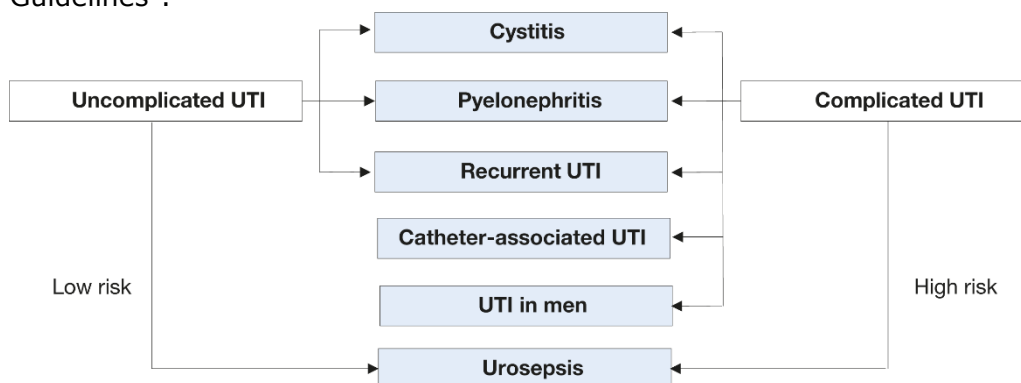 Guidelines".
Cystitis
Uncomplicated UTI
Pyelonephritis
Complicated UTI
Recurrent UTI
Catheter-associated UTI
Low risk
UTI in men
High risk
Urosepsis